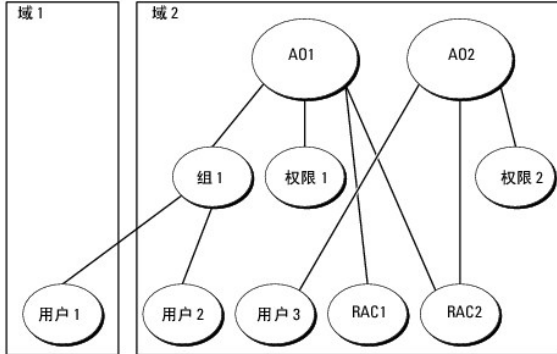 域 1
域 2
A01
A02
组 1
权限 1
权限 2
用户 1
用户 2
用户 3
RAC1
RAC2